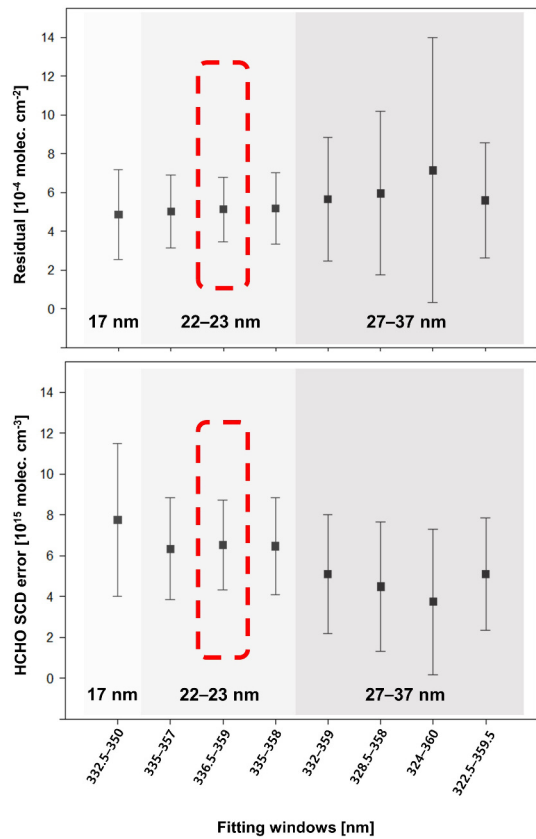 14
12
10
8
6
4
2
0
Residual [10⁻⁴ molec. cm⁻²]
17 nm
22–23 nm
27–37 nm
14
12
10
8
6
4
2
0
HCHO SCD error [10¹⁵ molec. cm⁻³]
17 nm
22–23 nm
27–37 nm
332.5–350
335–357
336.5–359
335–358
332–359
328.5–358
324–360
322.5–359.5
Fitting windows [nm]